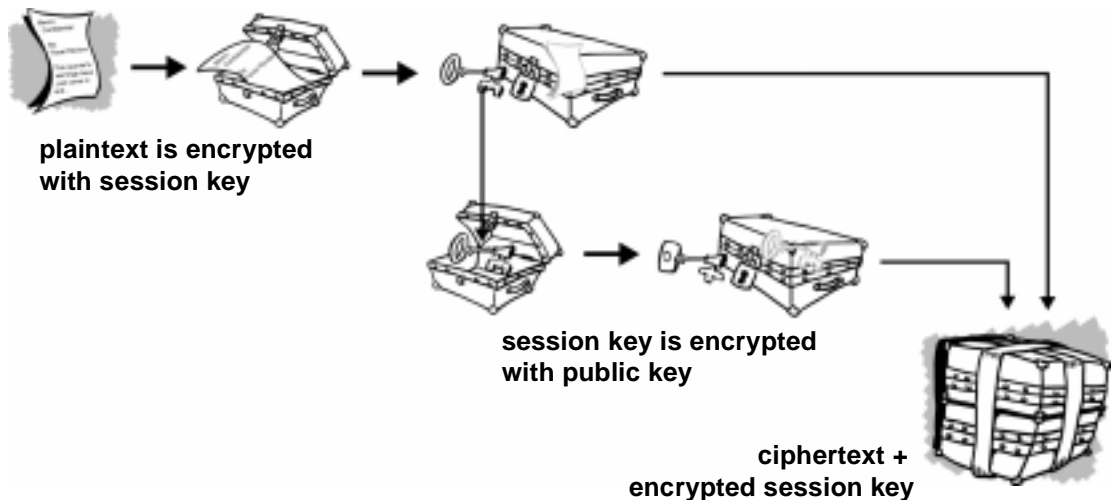 plaintext is encrypted
with session key
session key is encrypted
with public key
ciphertext +
encrypted session key